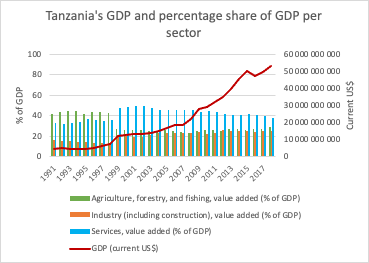 Tanzania's GDP and percentage share of GDP per
sector
100
80
60
40
20
0
% of GDP
60 000 000 000
50 000 000 000
40 000 000 000
30 000 000 000
20 000 000 000
10 000 000 000
0
Current US$
1991
1993
1995
1997
1999
2001
2003
2005
2007
2009
2011
2013
2015
2017
Agriculture, forestry, and fishing, value added (% of GDP)
Industry (including construction), value added (% of GDP)
Services, value added (% of GDP)
GDP (current US$)